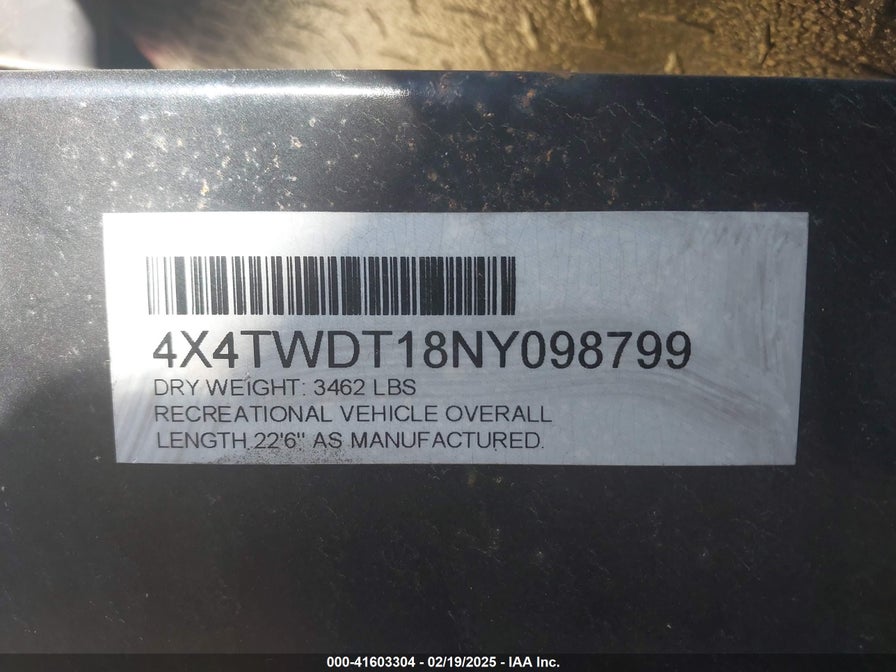 4X4TWDT18NY098799
DRY WEIGHT: 3462 LBS
RECREATIONAL VEHICLE OVERALL
LENGTH 22'6" AS MANUFACTURED.
000-41603304 - 02/19/2025 - IAA Inc.